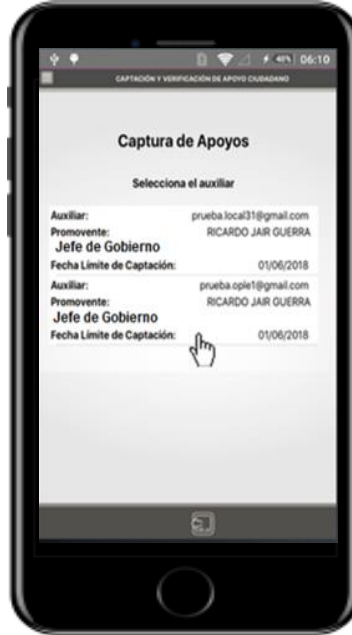 48% 06:10
CAPTACIÓN Y VERIFICACIÓN DE APOYO CIUDADANO
Captura de Apoyos
Selecciona el auxiliar
Auxiliar: prueba.local31@gmail.com
Promovente: RICARDO JAIR GUERRA
Jefe de Gobierno
Fecha Límite de Captación: 01/06/2018
Auxiliar: prueba.ople1@gmail.com
Promovente: RICARDO JAIR GUERRA
Jefe de Gobierno
Fecha Límite de Captación: 01/06/2018